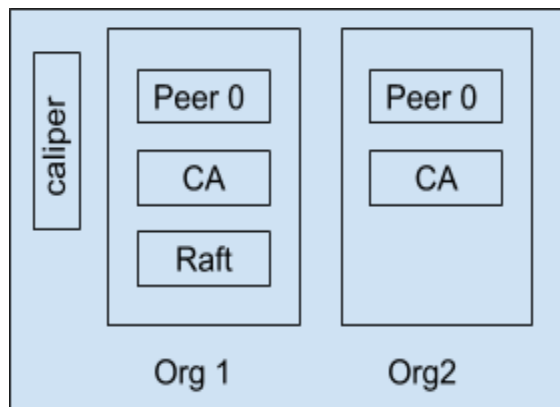 caliper
Peer 0
CA
Raft
Org 1
Peer 0
CA
Org2